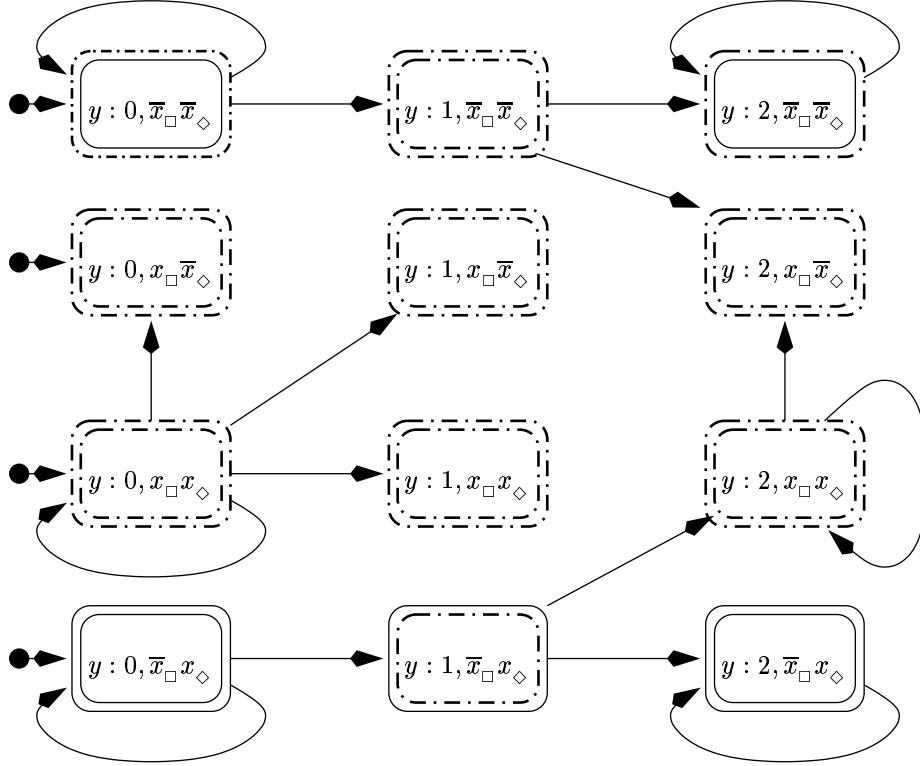 y : 0, x̅□ x̅◇
y : 1, x̅□ x̅◇
y : 2, x̅□ x̅◇
y : 0, x□ x̅◇
y : 1, x□ x̅◇
y : 2, x□ x̅◇
y : 0, x□ x◇
y : 1, x□ x◇
y : 2, x□ x◇
y : 0, x̅□ x◇
y : 1, x̅□ x◇
y : 2, x̅□ x◇